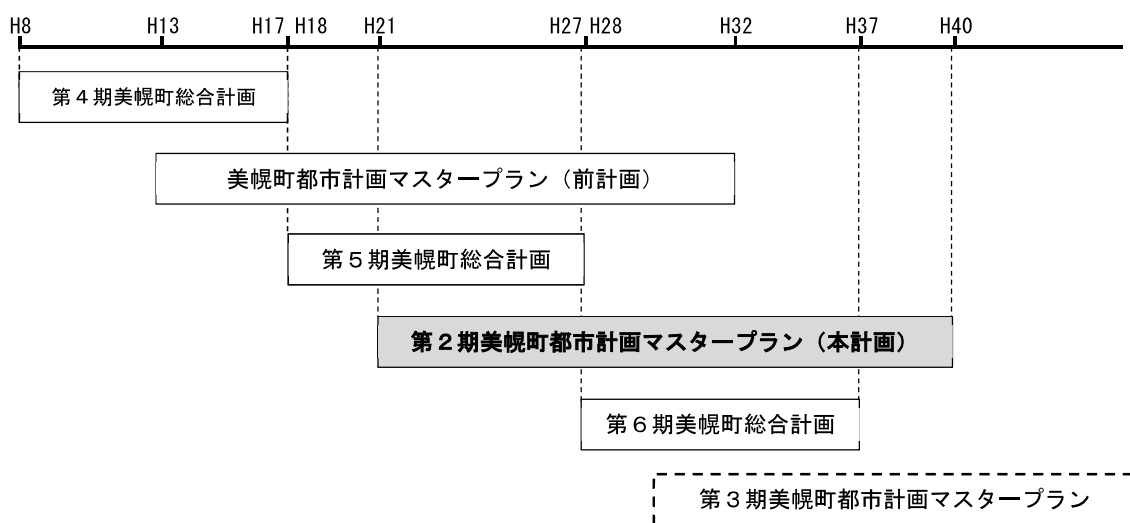 H8 H13 H17 H18 H21 H27 H28 H32 H37 H40
第４期美幌町総合計画
美幌町都市計画マスタープラン（前計画）
第５期美幌町総合計画
第２期美幌町都市計画マスタープラン（本計画）
第６期美幌町総合計画
第３期美幌町都市計画マスタープラン